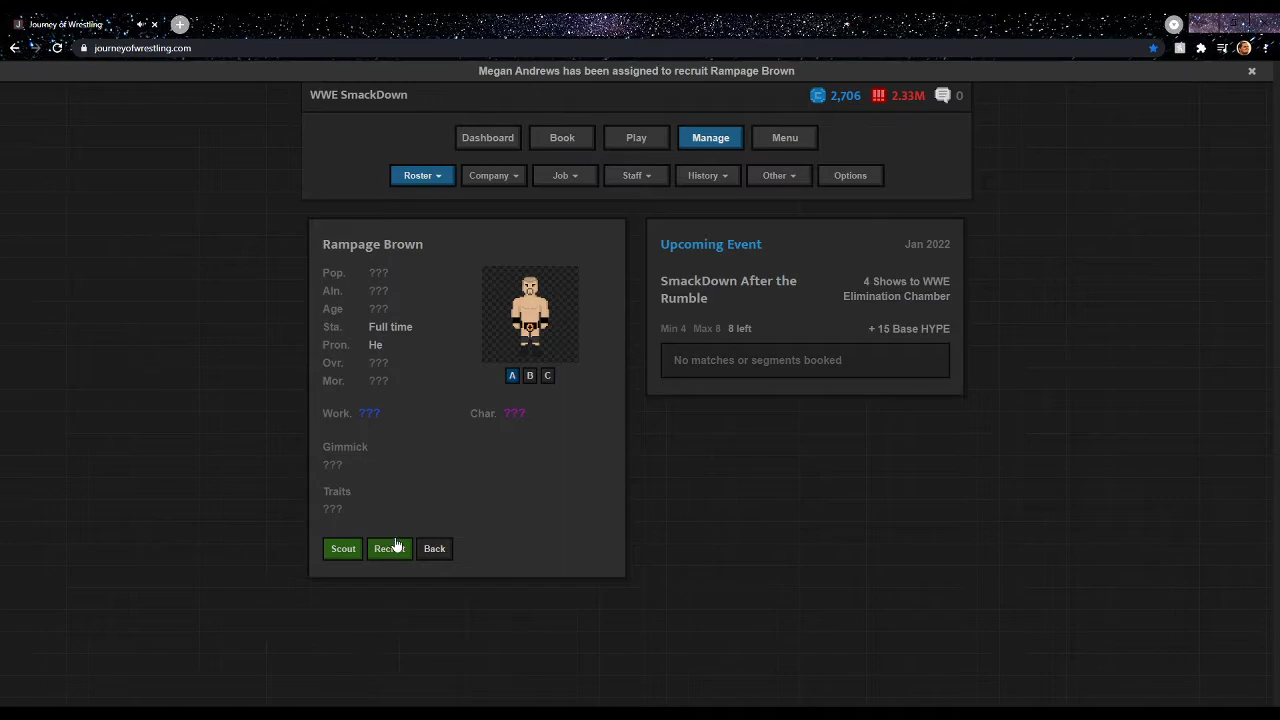 Journey of Wrestling
journeyofwrestling.com
Megan Andrews has been assigned to recruit Rampage Brown
WWE SmackDown
2,706
2.33M
0
Dashboard
Book
Play
Manage
Menu
Roster
Company
Job
Staff
History
Other
Options
Rampage Brown
Pop. ???
Aln. ???
Age ???
Sta. Full time
Pron. He
Ovr. ???
Mor. ???
A B C
Work. ???
Char. ???
Gimmick
???
Traits
???
Scout
Back
Upcoming Event
Jan 2022
SmackDown After the
Rumble
4 Shows to WWE
Elimination Chamber
Min 4 Max 8 8 left
+ 15 Base HYPE
No matches or segments booked